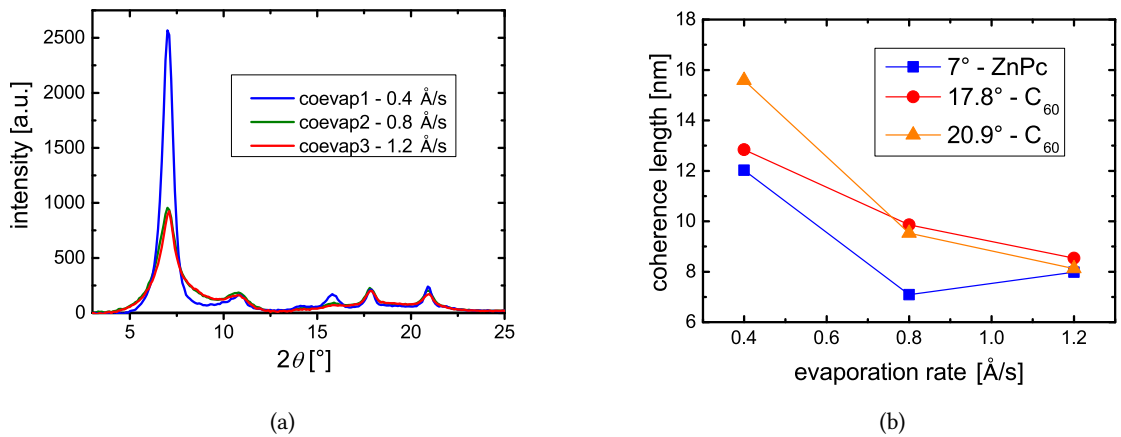 2500
2000
1500
1000
500
0
intensity [a.u.]
coevap1 - 0.4 Å/s
coevap2 - 0.8 Å/s
coevap3 - 1.2 Å/s
5 10 15 20 25
2θ [°]
(a)
18
16
14
12
10
8
6
coherence length [nm]
7° - ZnPc
17.8° - C₆₀
20.9° - C₆₀
0.4 0.6 0.8 1.0 1.2
evaporation rate [Å/s]
(b)